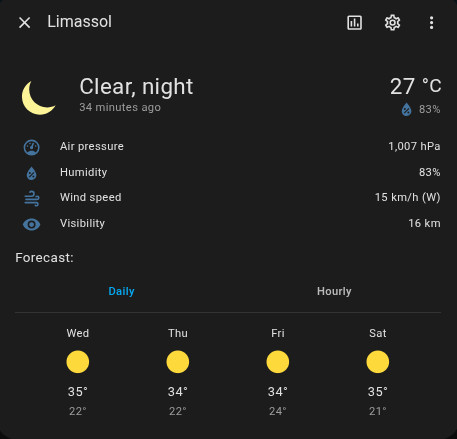 Limassol
Clear, night 27 °C
34 minutes ago 83%
Air pressure 1,007 hPa
Humidity 83%
Wind speed 15 km/h (W)
Visibility 16 km
Forecast:
Daily Hourly
Wed Thu Fri Sat
35° 34° 34° 35°
22° 22° 24° 21°